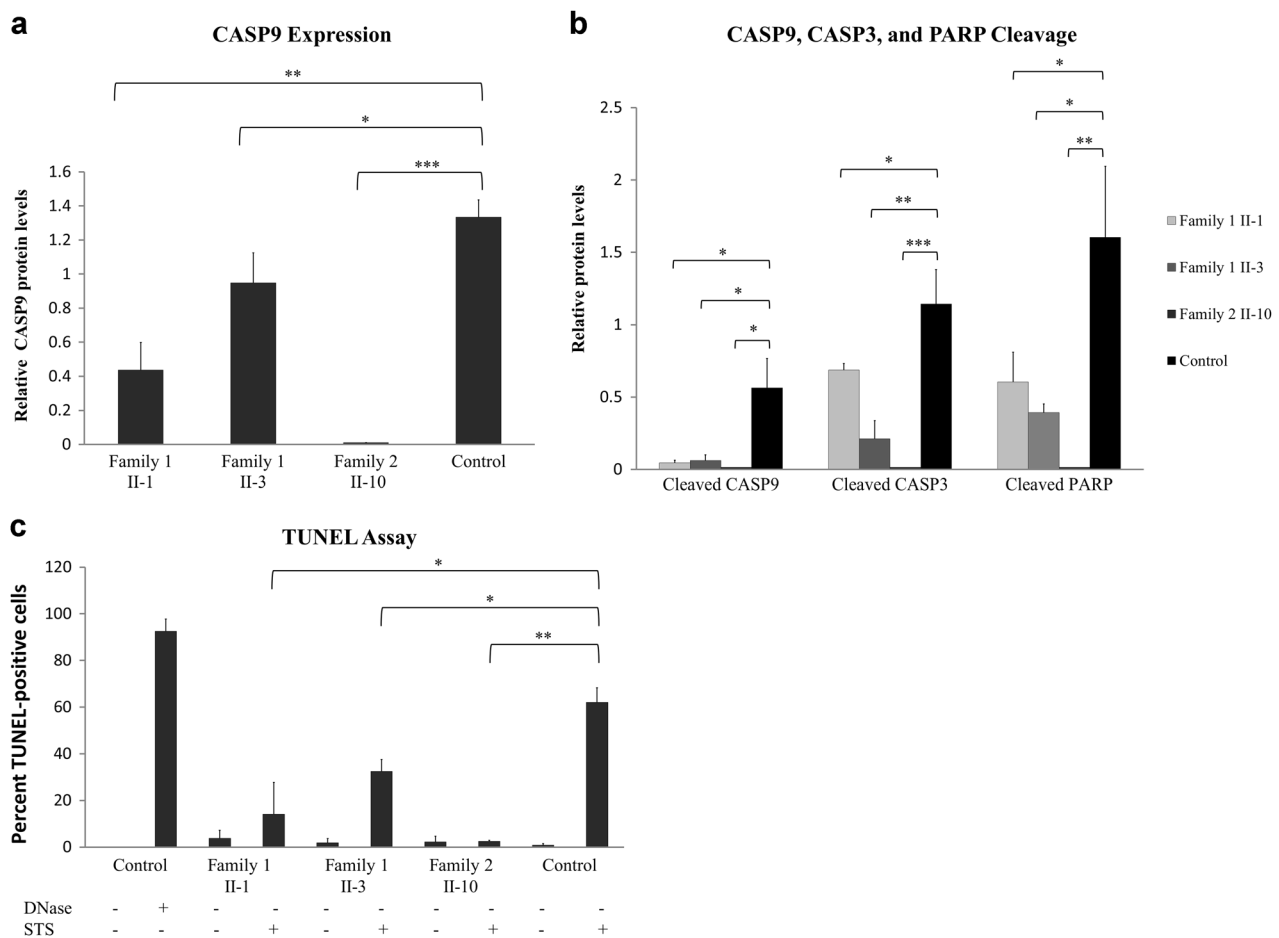 a
CASP9 Expression
**
*
***
Relative CASP9 protein levels
1.6
1.4
1.2
1
0.8
0.6
0.4
0.2
0
Family 1 II-1
Family 1 II-3
Family 2 II-10
Control
b
CASP9, CASP3, and PARP Cleavage
*
*
**
*
**
***
*
*
*
Relative protein levels
2.5
2
1.5
1
0.5
0
Cleaved CASP9 Cleaved CASP3 Cleaved PARP
Family 1 II-1
Family 1 II-3
Family 2 II-10
Control
c
TUNEL Assay
*
*
**
Percent TUNEL-positive cells
120
100
80
60
40
20
0
Control
Family 1 II-1
Family 1 II-3
Family 2 II-10
Control
DNase - + - - - - - - - -
STS - - - + - + - + - +